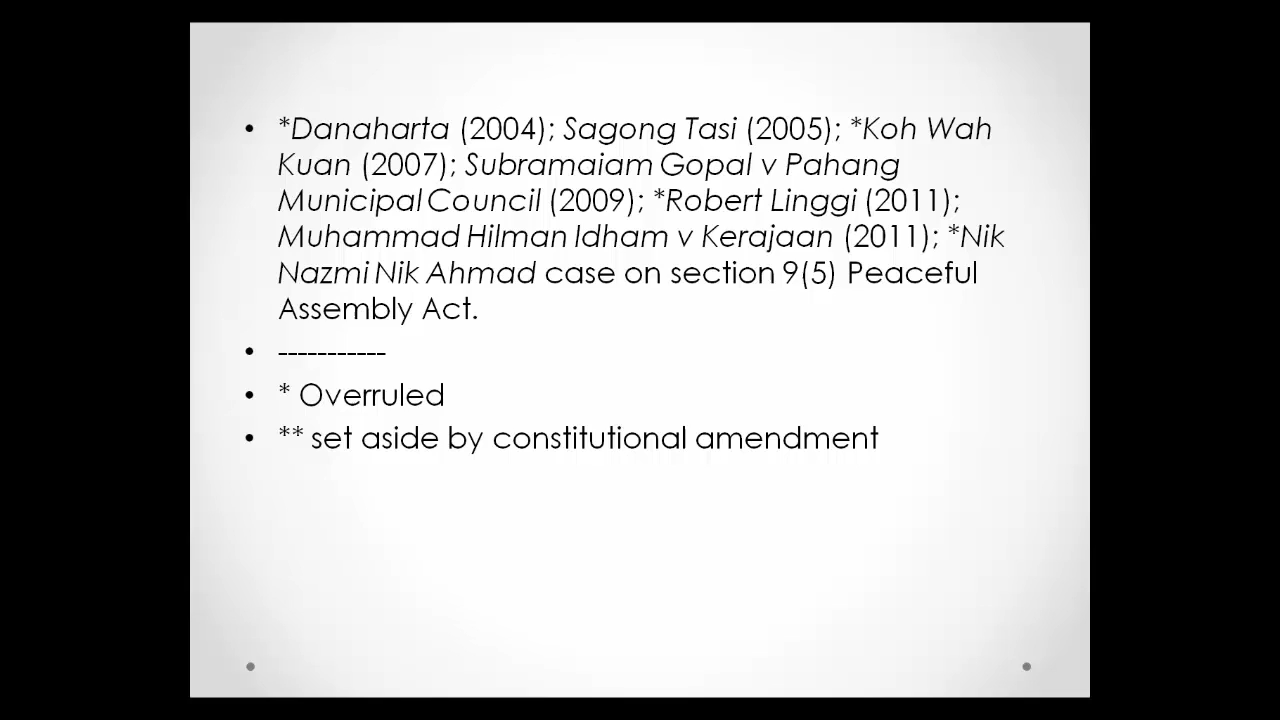 • *Danaharta (2004); Sagong Tasi (2005); *Koh Wah
Kuan (2007); Subramaiam Gopal v Pahang
Municipal Council (2009); *Robert Linggi (2011);
Muhammad Hilman Idham v Kerajaan (2011); *Nik
Nazmi Nik Ahmad case on section 9(5) Peaceful
Assembly Act.
• -----------
• * Overruled
• ** set aside by constitutional amendment